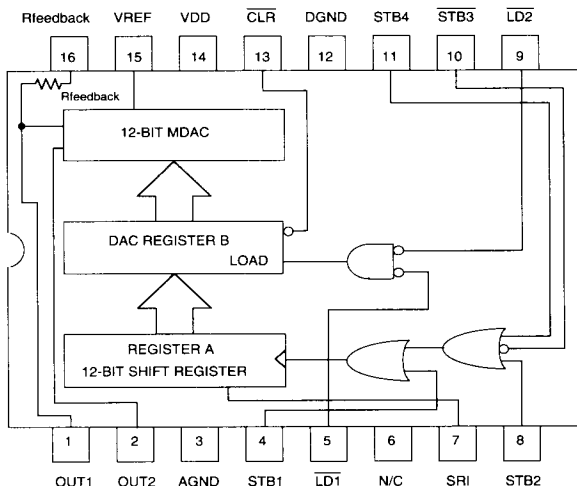 Rfeedback VREF VDD CLR DGND STB4 STB3 LD2
16 15 14 13 12 11 10 9
Rfeedback
12-BIT MDAC
DAC REGISTER B
LOAD
REGISTER A
12-BIT SHIFT REGISTER
1 2 3 4 5 6 7 8
OUT1 OUT2 AGND STB1 LD1 N/C SRI STB2